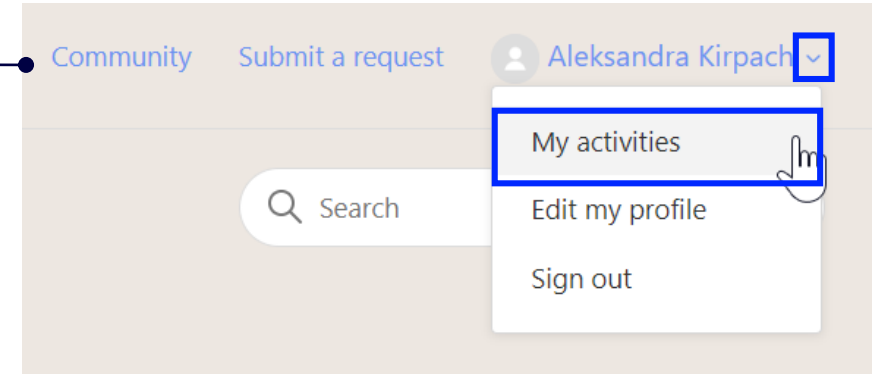 Community Submit a request Aleksandra Kirpach
My activities
Search
Edit my profile
Sign out